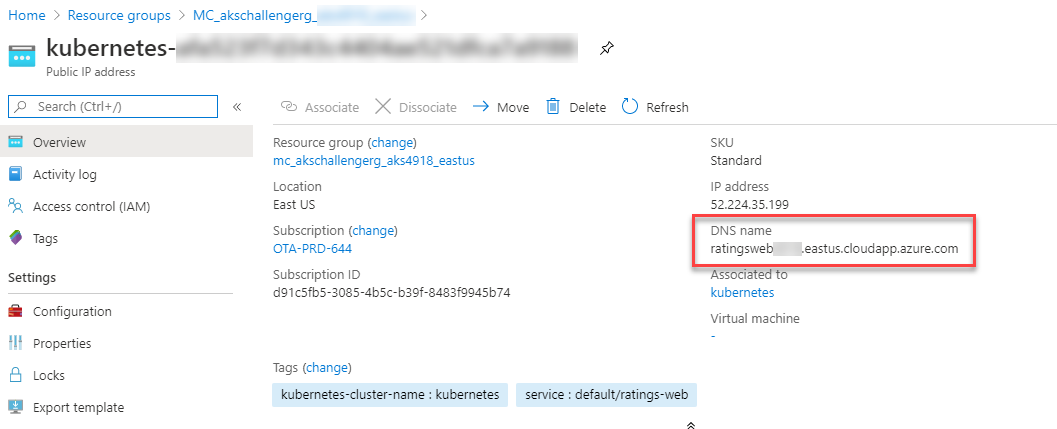 Home > Resource groups > MC_akschallengerg_ >
kubernetes-
Public IP address
Search (Ctrl+/)
«
Associate Dissociate Move Delete Refresh
Overview
Activity log
Access control (IAM)
Tags
Settings
Configuration
Properties
Locks
Export template
Resource group (change)
mc_akschallengerg_aks4918_eastus
Location
East US
Subscription (change)
OTA-PRD-644
Subscription ID
d91c5fb5-3085-4b5c-b39f-8483f9945b74
SKU
Standard
IP address
52.224.35.199
DNS name
ratingsweb .eastus.cloudapp.azure.com
Associated to
kubernetes
Virtual machine
-
Tags (change)
kubernetes-cluster-name : kubernetes service : default/ratings-web